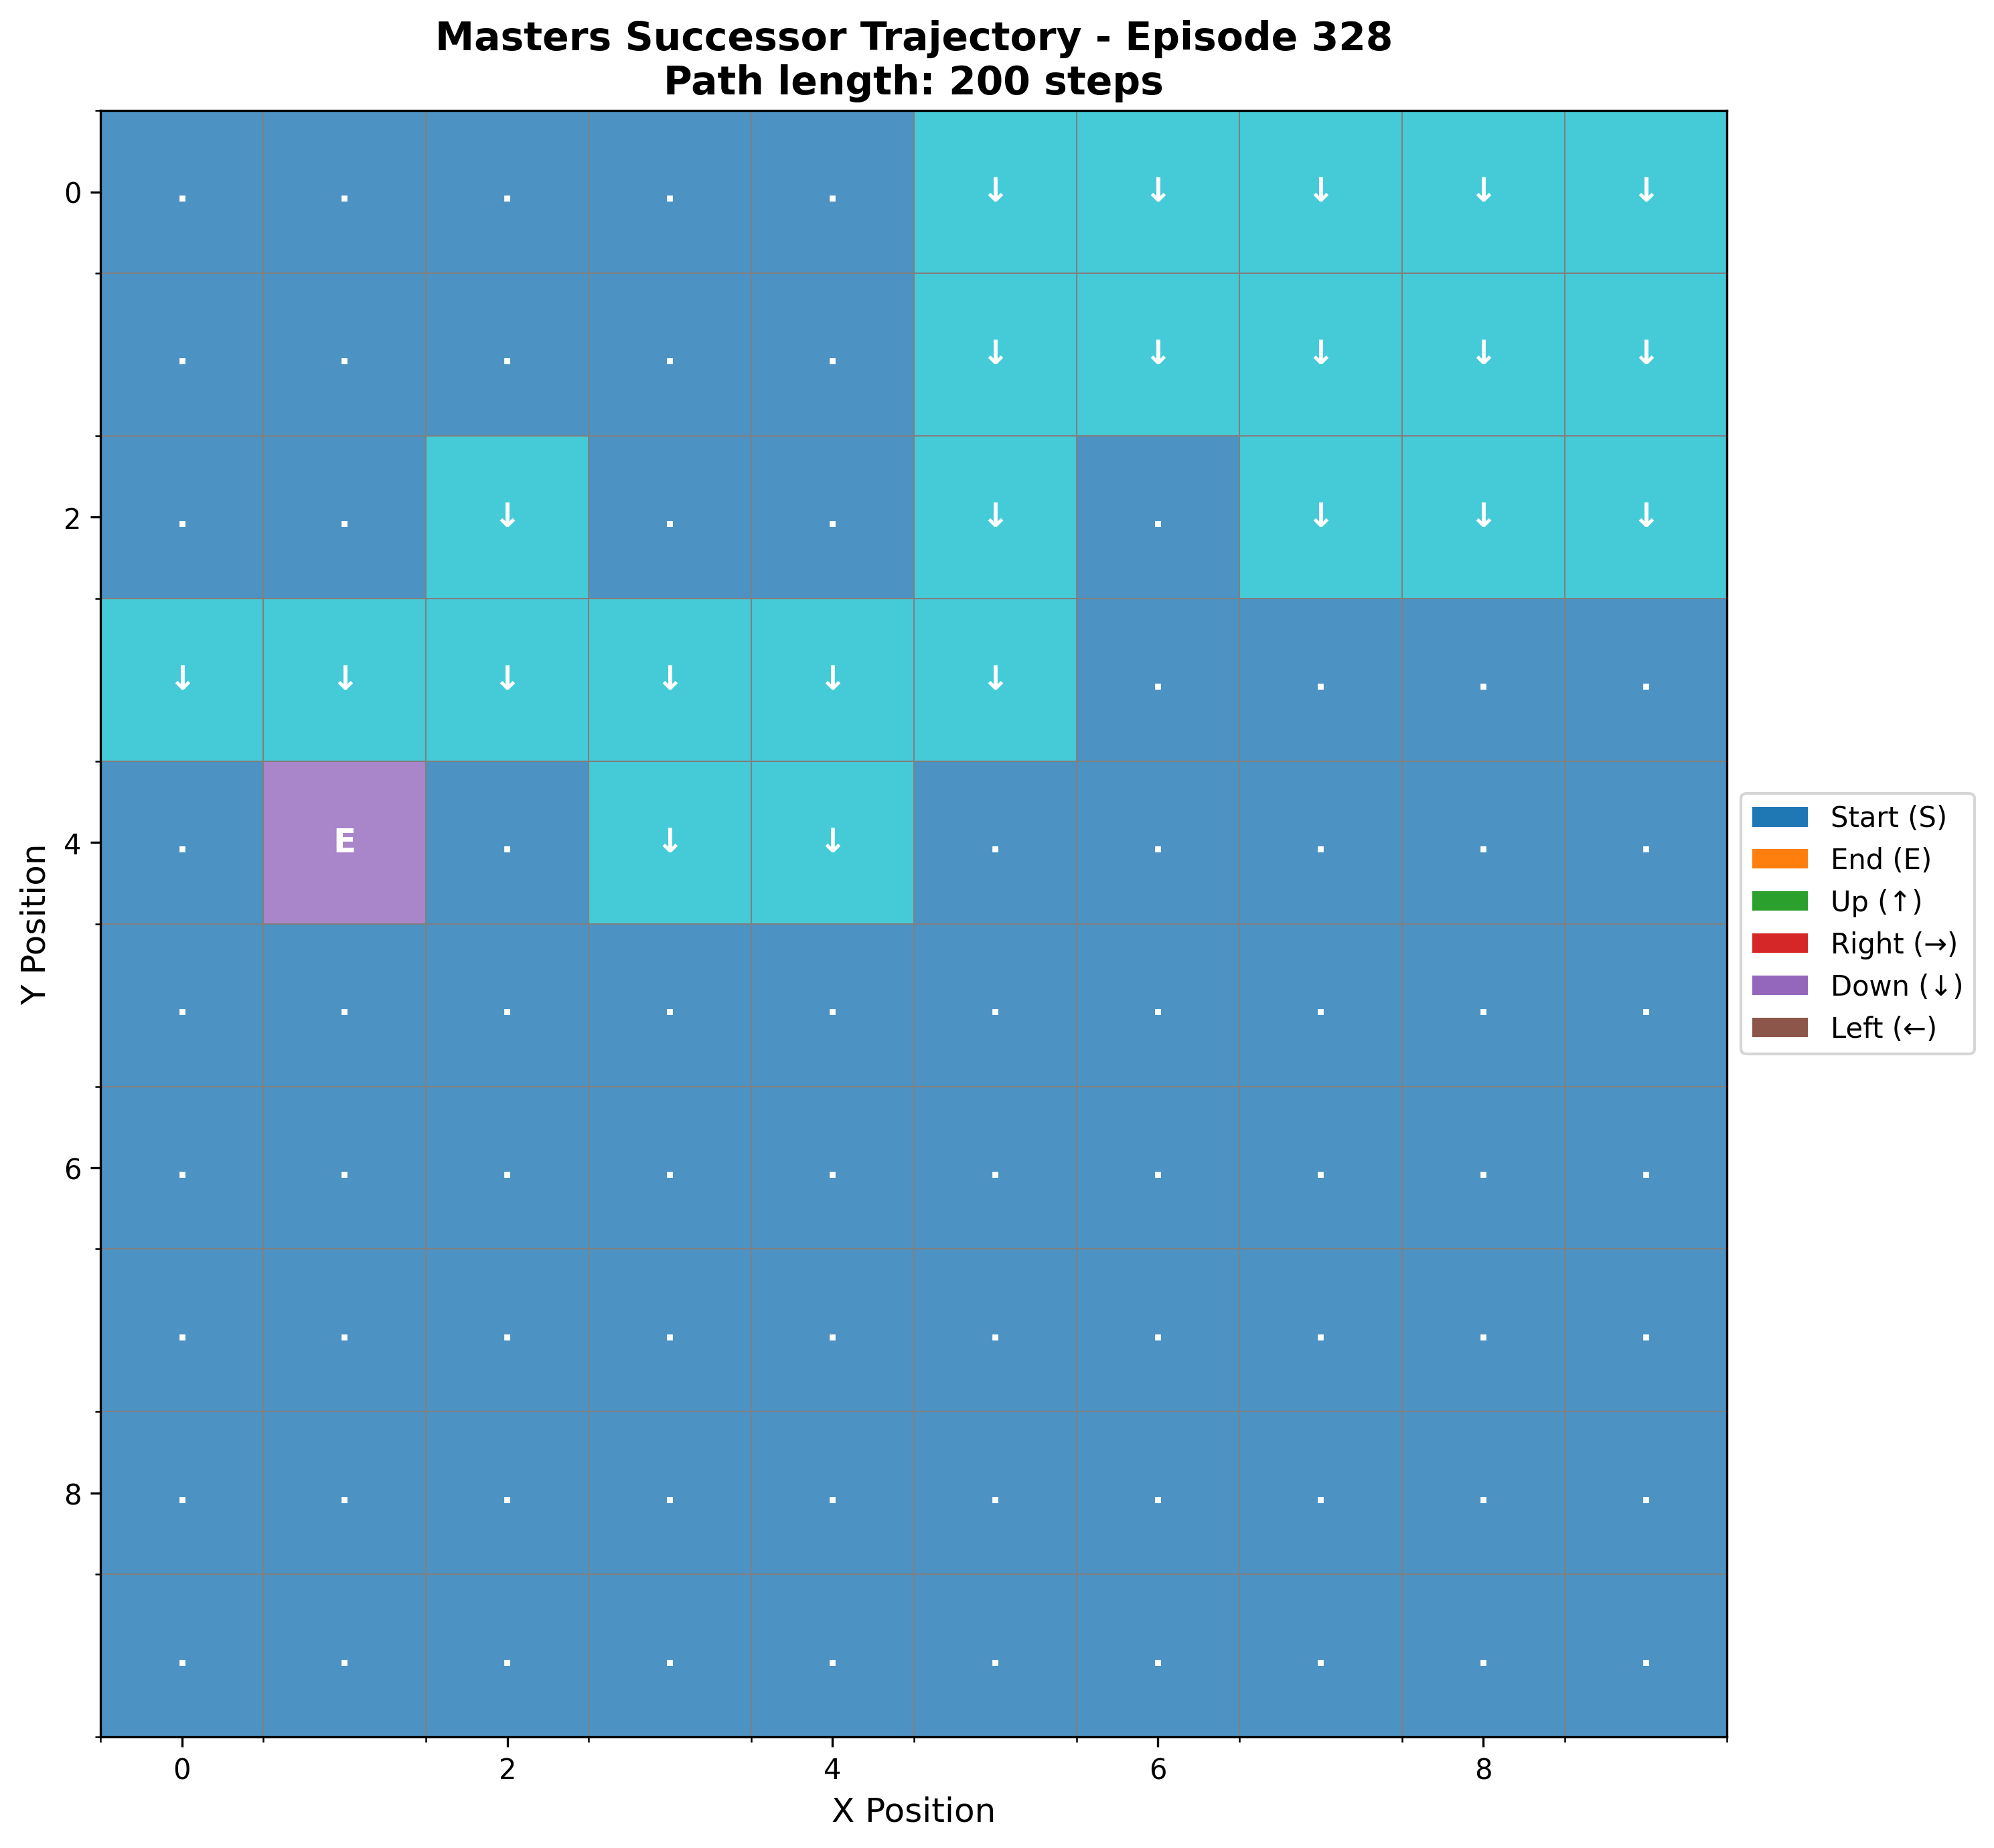 Masters Successor Trajectory - Episode 328
Path length: 200 steps
0 . . . . . ↓ ↓ ↓ ↓ ↓
. . . . . ↓ ↓ ↓ ↓ ↓
2 . . ↓ . . ↓ . ↓ ↓ ↓
↓ ↓ ↓ ↓ ↓ ↓ . . . .
4 . E . ↓ ↓ . . . . .
. . . . . . . . . .
6 . . . . . . . . . .
. . . . . . . . . .
8 . . . . . . . . . .
. . . . . . . . . .
0 2 4 6 8
X Position
Y Position
Start (S)
End (E)
Up (↑)
Right (→)
Down (↓)
Left (←)